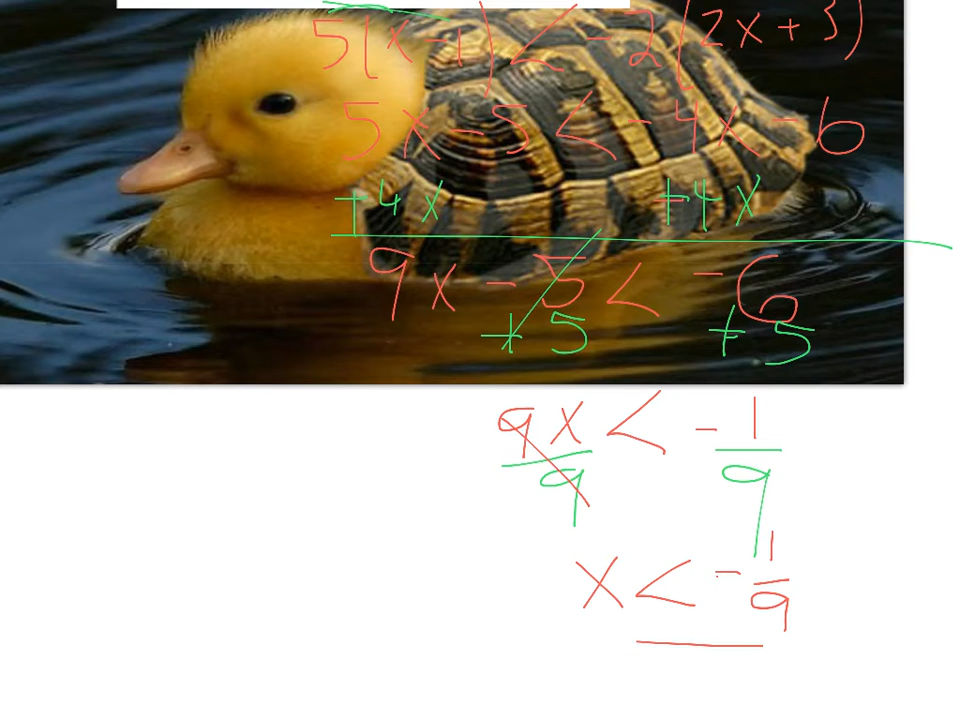 5(x-1) < -2(2x+3)
5x-5 < -4x-6
+4x +4x
9x-5 < -6
+5 +5
9x < -1
9 9
x < -1
9